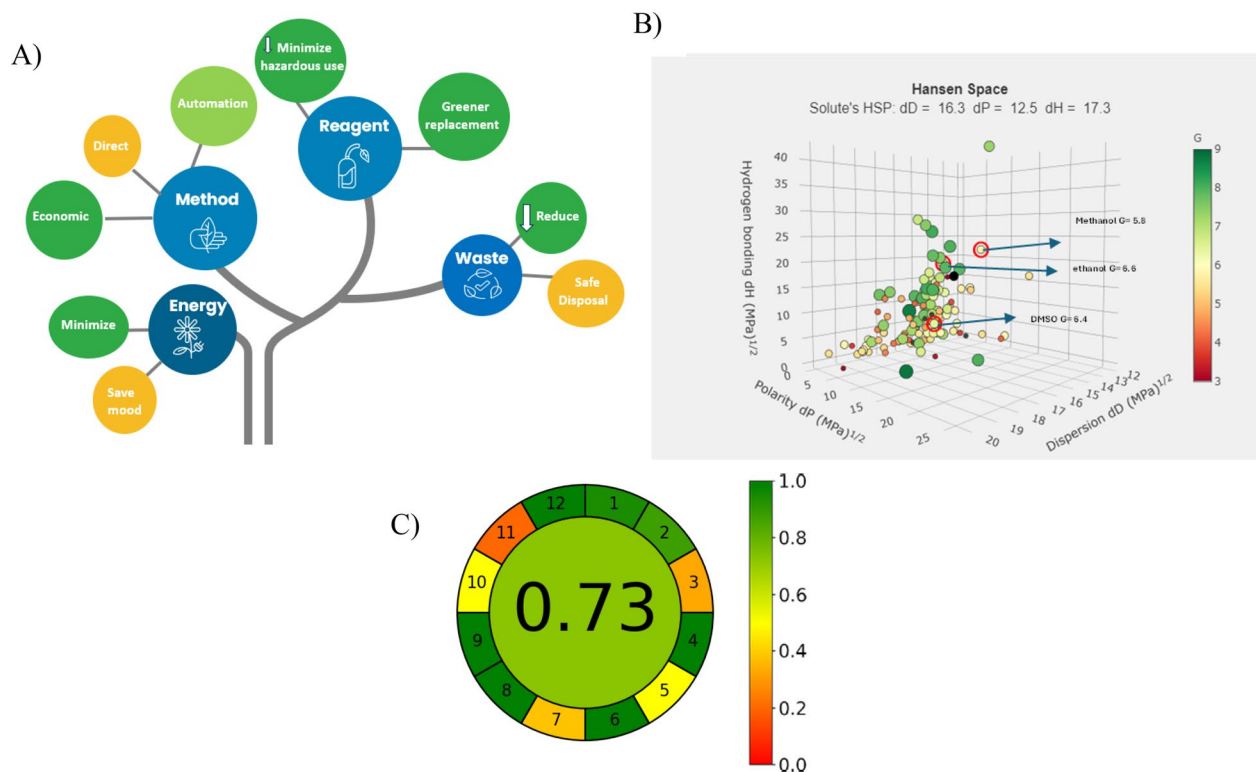 A)
Minimize
hazardous use
Automation
Reagent
Greener
replacement
Direct
Method
Economic
Reduce
Waste
Safe
Disposal
Energy
Minimize
Save
mood
B)
Hansen Space
Solute's HSP: dD = 16.3 dP = 12.5 dH = 17.3
G
9
8
7
6
5
4
3
Hydrogen bonding dH (MPa)1/2
40
35
30
25
20
15
10
5
0
Methanol G= 5.8
ethanol G=6.6
DMSO G=6.4
0
5
10
15
20
25
Polarity dP (MPa)1/2
20
19
18
17
16
15
14
13
12
Dispersion dD (MPa)1/2
C)
12
1
2
3
4
5
6
7
8
9
10
11
0.73
1.0
0.8
0.6
0.4
0.2
0.0